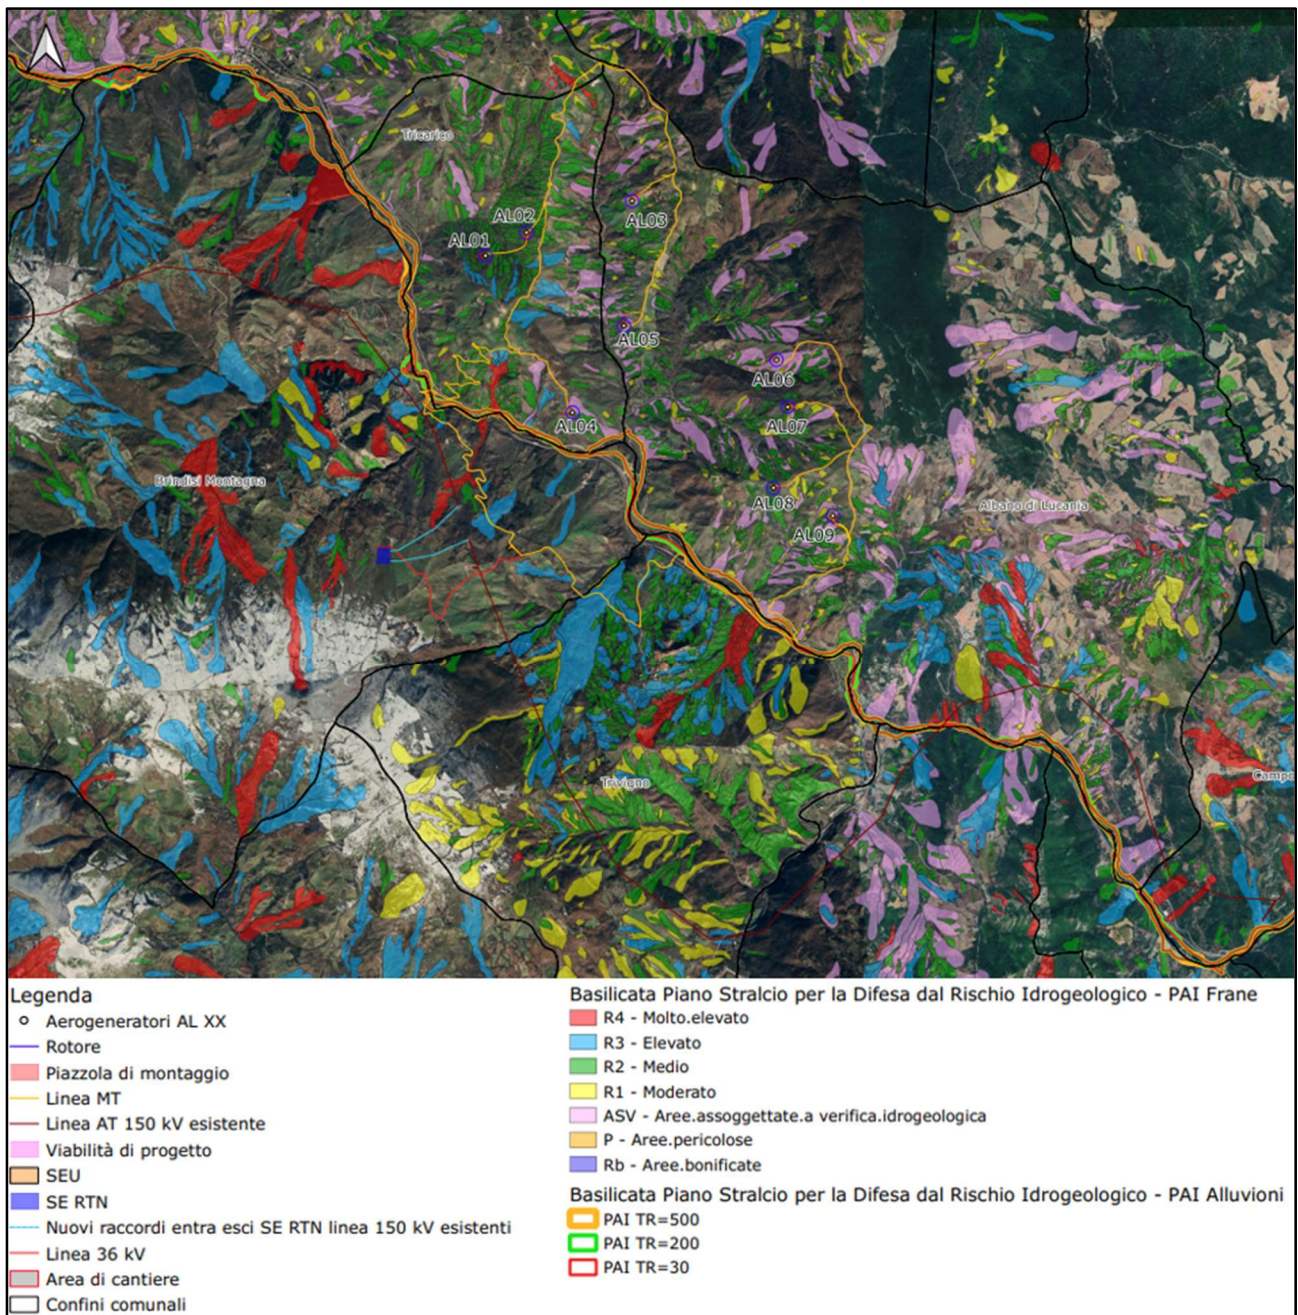 Tricarico
AL02
AL03
AL01
AL05
AL06
AL04
AL07
Brindisi Montagna
AL08
Albano di Lucania
AL09
Trivigno
Campo
Legenda
Aerogeneratori AL XX
Rotore
Piazzola di montaggio
Linea MT
Linea AT 150 kV esistente
Viabilità di progetto
SEU
SE RTN
Nuovi raccordi entra esci SE RTN linea 150 kV esistenti
Linea 36 kV
Area di cantiere
Confini comunali
Basilicata Piano Stralcio per la Difesa dal Rischio Idrogeologico - PAI Frane
R4 - Molto.elevato
R3 - Elevato
R2 - Medio
R1 - Moderato
ASV - Aree.assoggettate.a verifica.idrogeologica
P - Aree.pericolose
Rb - Aree.bonificate
Basilicata Piano Stralcio per la Difesa dal Rischio Idrogeologico - PAI Alluvioni
PAI TR=500
PAI TR=200
PAI TR=30